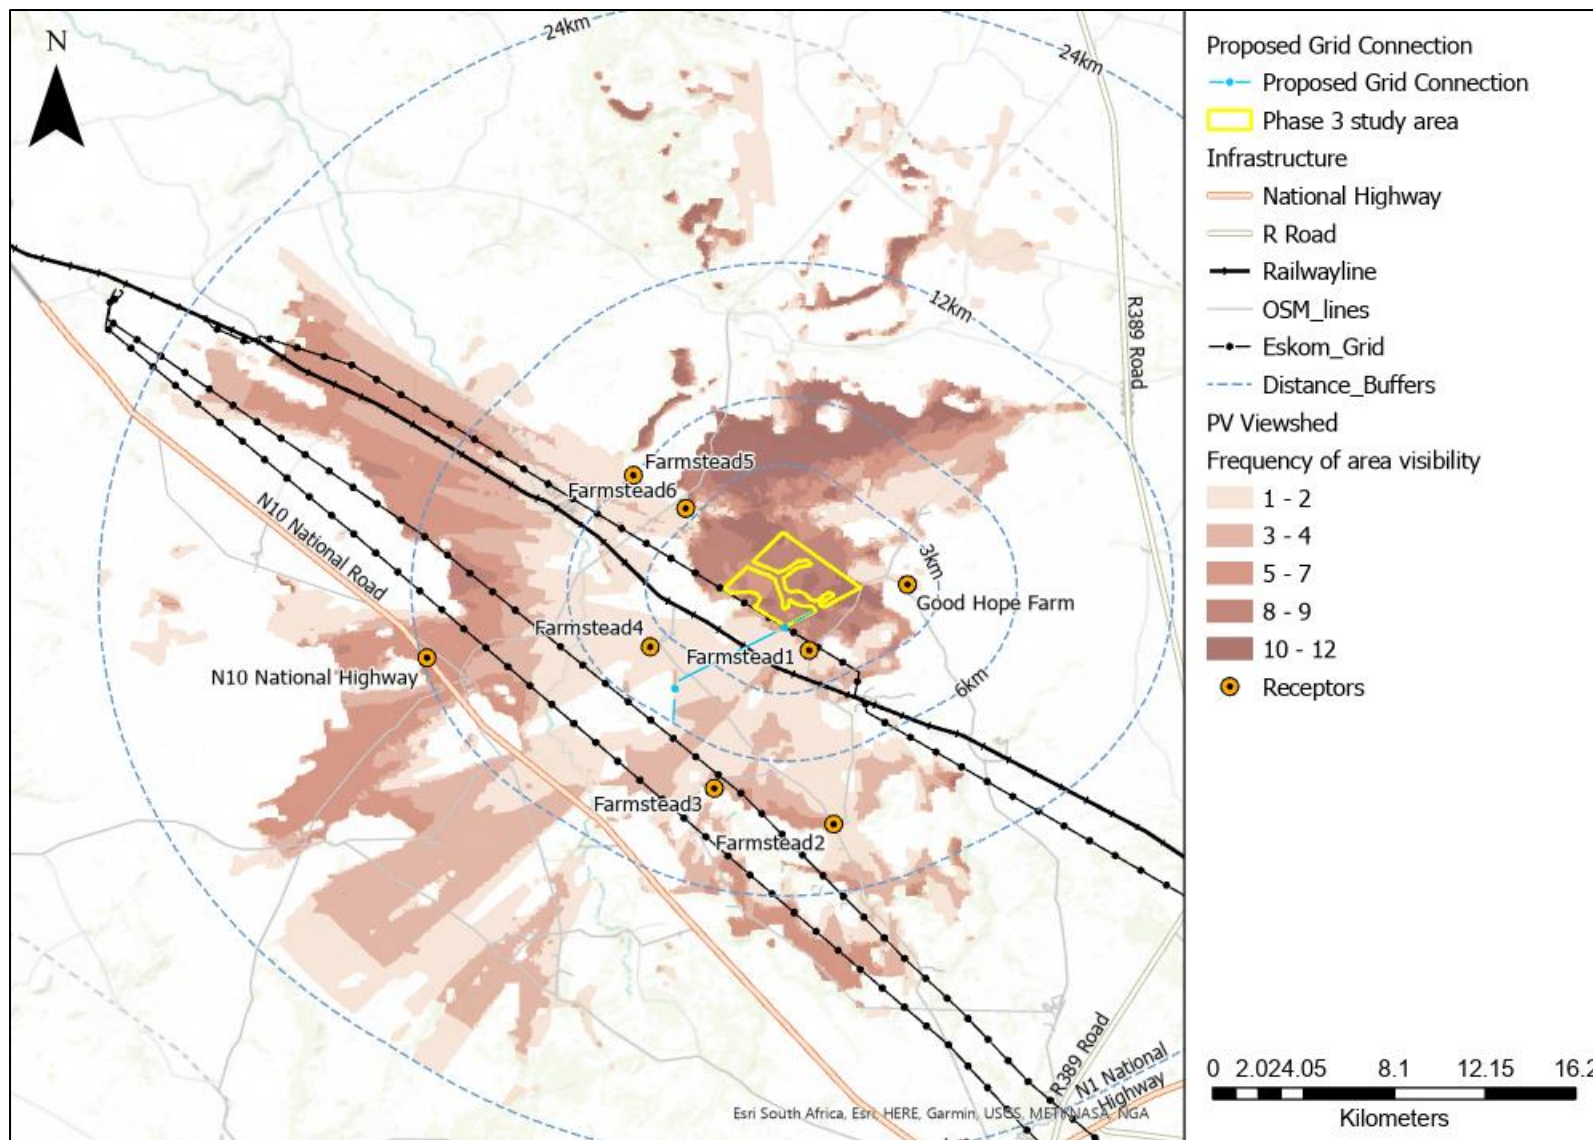 N
24km
24km
12km
R389 Road
Farmstead5
Farmstead6
N10 National Road
3km
Good Hope Farm
Farmstead4
Farmstead1
N10 National Highway
6km
Farmstead3
Farmstead2
R389 Road
N1 National
Highway
Esri South Africa, Esri, HERE, Garmin, USGS, METI/NASA, NGA
Proposed Grid Connection
Proposed Grid Connection
Phase 3 study area
Infrastructure
National Highway
R Road
Railwayline
OSM_lines
Eskom_Grid
Distance_Buffers
PV Viewshed
Frequency of area visibility
1 - 2
3 - 4
5 - 7
8 - 9
10 - 12
Receptors
0 2.024.05 8.1 12.15 16.2
Kilometers